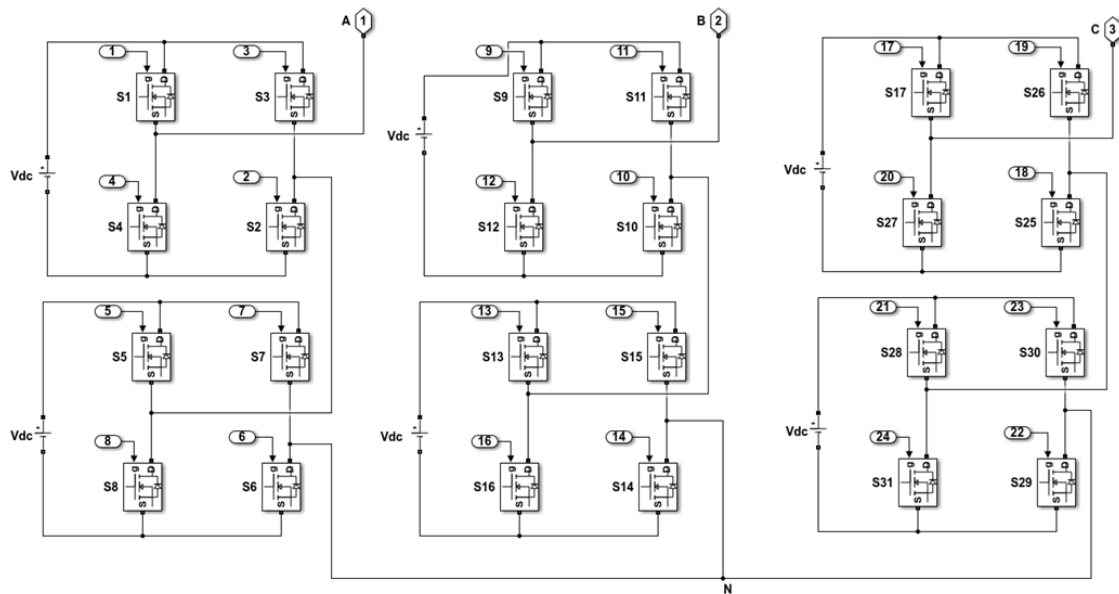 A 1
1 3
g D S1 S
g D S3 S
Vdc +
4 2
g D S4 S
g D S2 S
5 7
g D S5 S
g D S7 S
Vdc +
8 6
g D S8 S
g D S6 S
B 2
9 11
g D S9 S
g D S11 S
Vdc +
12 10
g D S12 S
g D S10 S
13 15
g D S13 S
g D S15 S
Vdc +
16 14
g D S16 S
g D S14 S
C 3
17 19
g D S17 S
g D S26 S
Vdc +
20 18
g D S27 S
g D S25 S
21 23
g D S28 S
g D S30 S
Vdc +
24 22
g D S31 S
g D S29 S
N